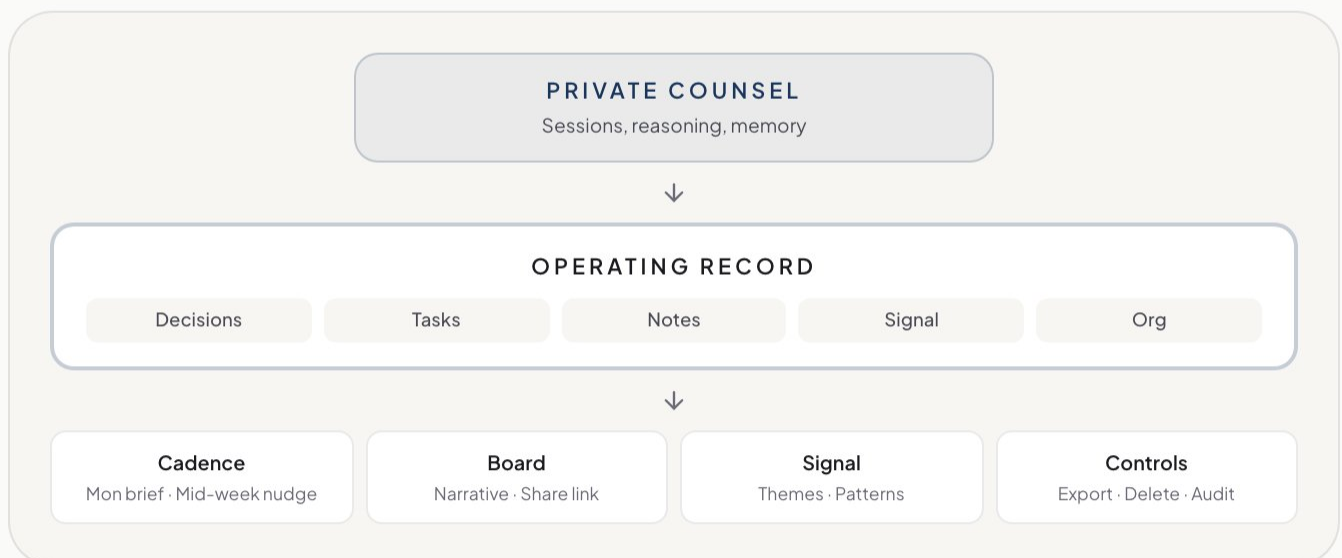 PRIVATE COUNSEL
Sessions, reasoning, memory
OPERATING RECORD
Decisions
Tasks
Notes
Signal
Org
Cadence
Mon brief · Mid-week nudge
Board
Narrative · Share link
Signal
Themes · Patterns
Controls
Export · Delete · Audit